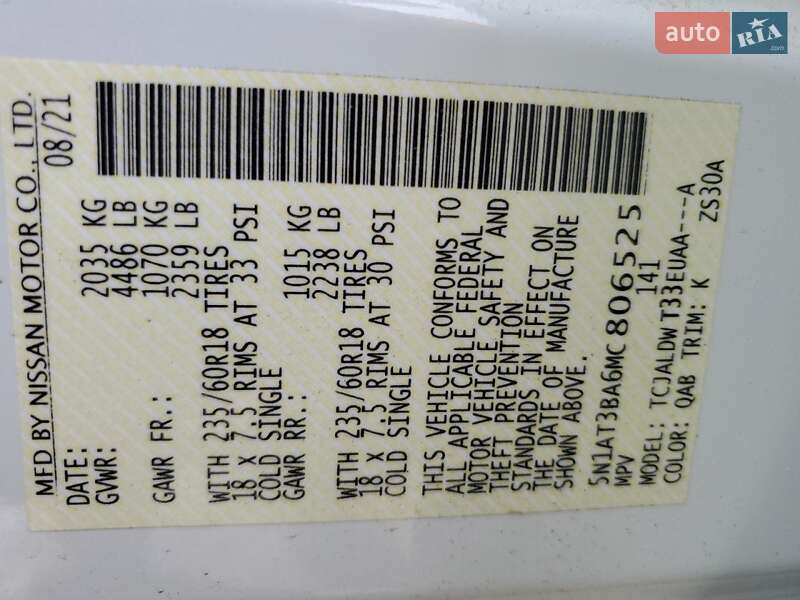 MFD BY NISSAN MOTOR CO., LTD.
DATE: 08/21
GVWR: 2035 KG
4486 LB
GAWR FR.: 1070 KG
2359 LB
WITH 235/60R18 TIRES
18 X 7.5 RIMS AT 33 PSI
COLD SINGLE
GAWR RR.: 1015 KG
2238 LB
WITH 235/60R18 TIRES
18 X 7.5 RIMS AT 30 PSI
COLD SINGLE
THIS VEHICLE CONFORMS TO
ALL APPLICABLE FEDERAL
MOTOR VEHICLE SAFETY AND
THEFT PREVENTION
STANDARDS IN EFFECT ON
THE DATE OF MANUFACTURE
SHOWN ABOVE.
5N1AT3BA6MC806525
MPV 141
MODEL: TCJALDWT33EUAA---A
COLOR: QAB TRIM: K ZS30A
auto RIA .com